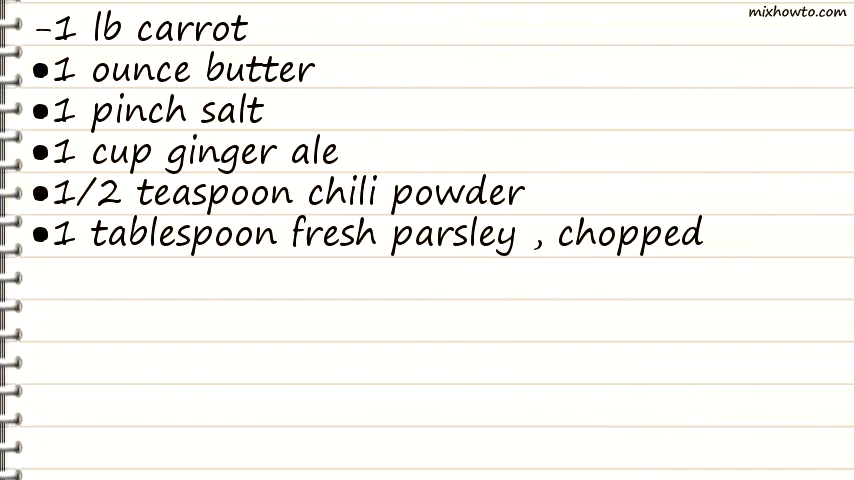 mixhowto.com
-1 lb carrot
•1 ounce butter
•1 pinch salt
•1 cup ginger ale
•1/2 teaspoon chili powder
•1 tablespoon fresh parsley , chopped